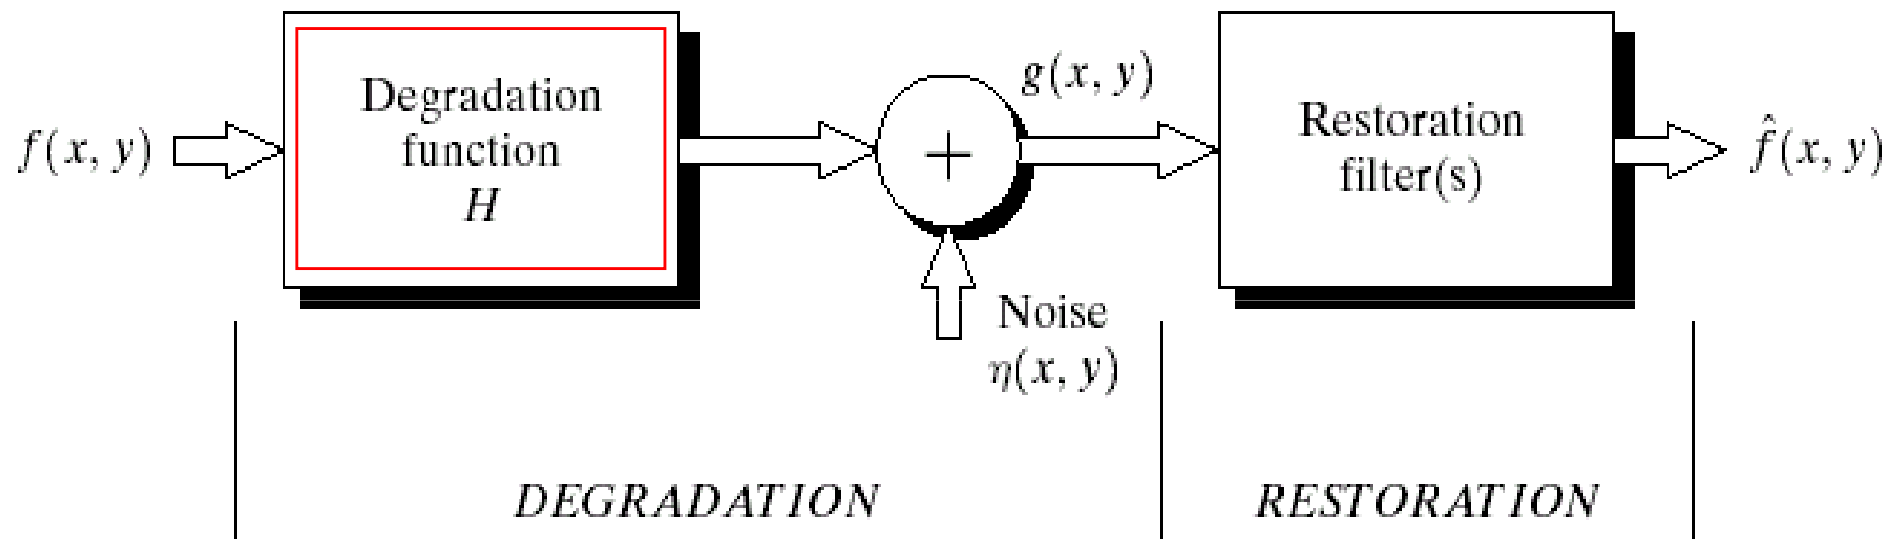 f(x, y)
Degradation
function
H
+
g(x, y)
Noise
η(x, y)
Restoration
filter(s)
f̂(x, y)
DEGRADATION
RESTORATION